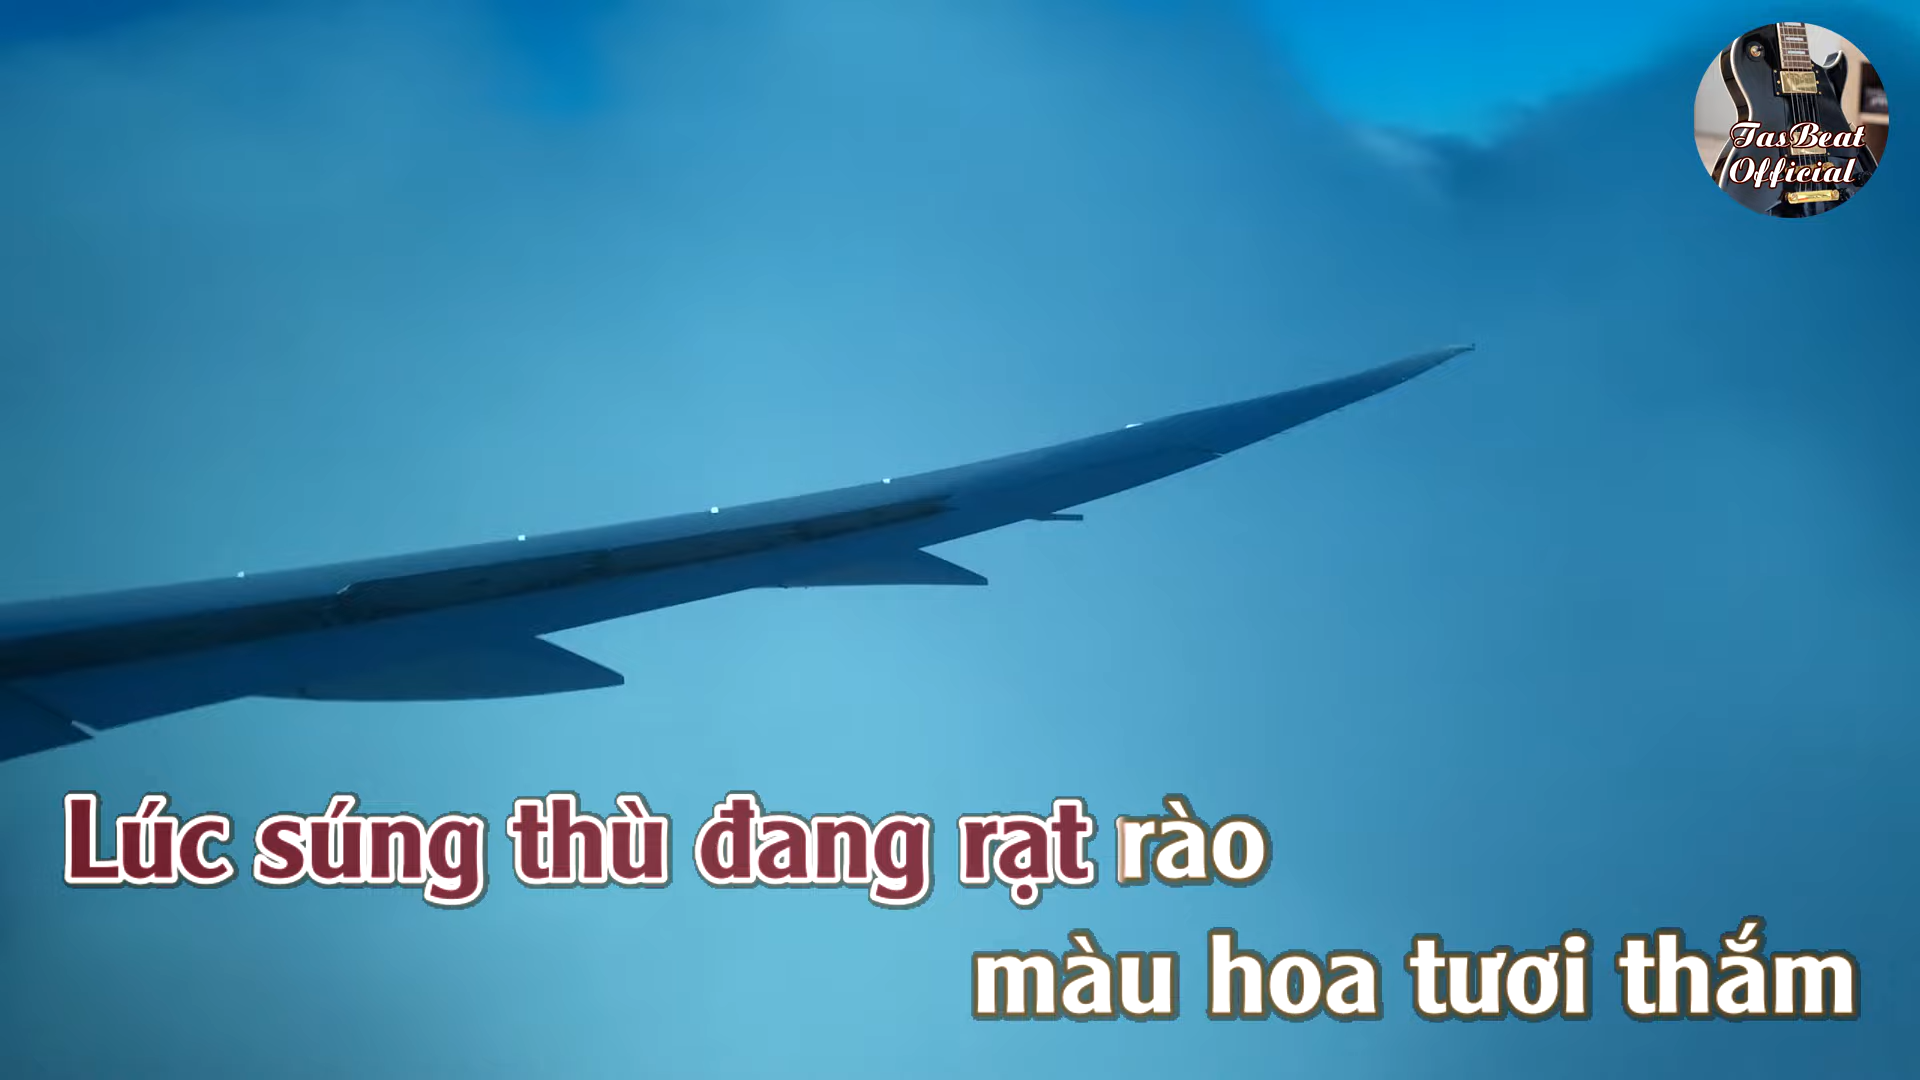 TasBeat
Official
Lúc súng thù đang rạt rào
màu hoa tươi thắm